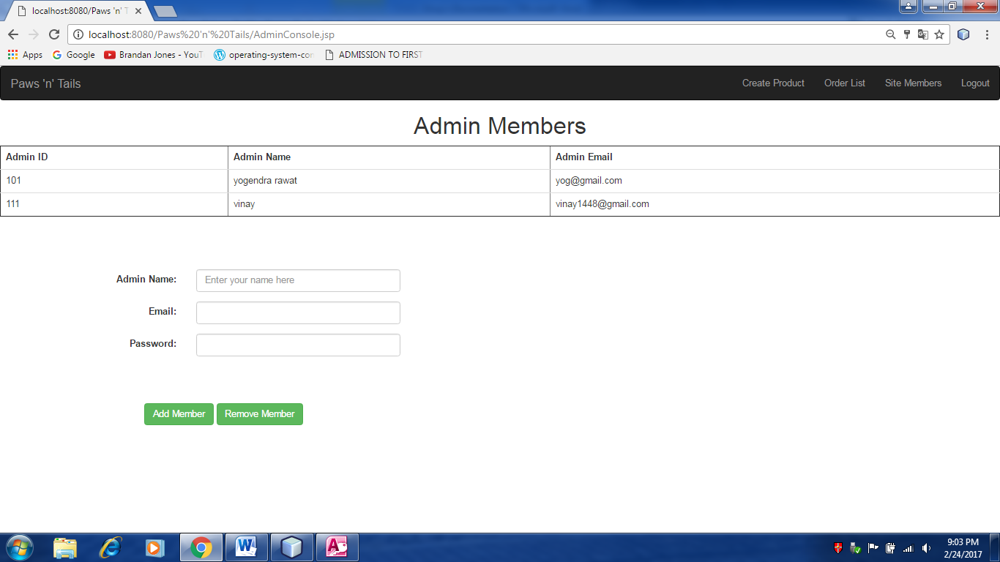 localhost:8080/Paws 'n' T
localhost:8080/Paws%20'n'%20Tails/AdminConsole.jsp
Apps Google Brandan Jones - YouT operating-system-con ADMISSION TO FIRST
Paws 'n' Tails Create Product Order List Site Members Logout
Admin Members
Admin ID Admin Name Admin Email
101 yogendra rawat yog@gmail.com
111 vinay vinay1448@gmail.com
Admin Name: Enter your name here
Email:
Password:
Add Member Remove Member
9:03 PM
2/24/2017